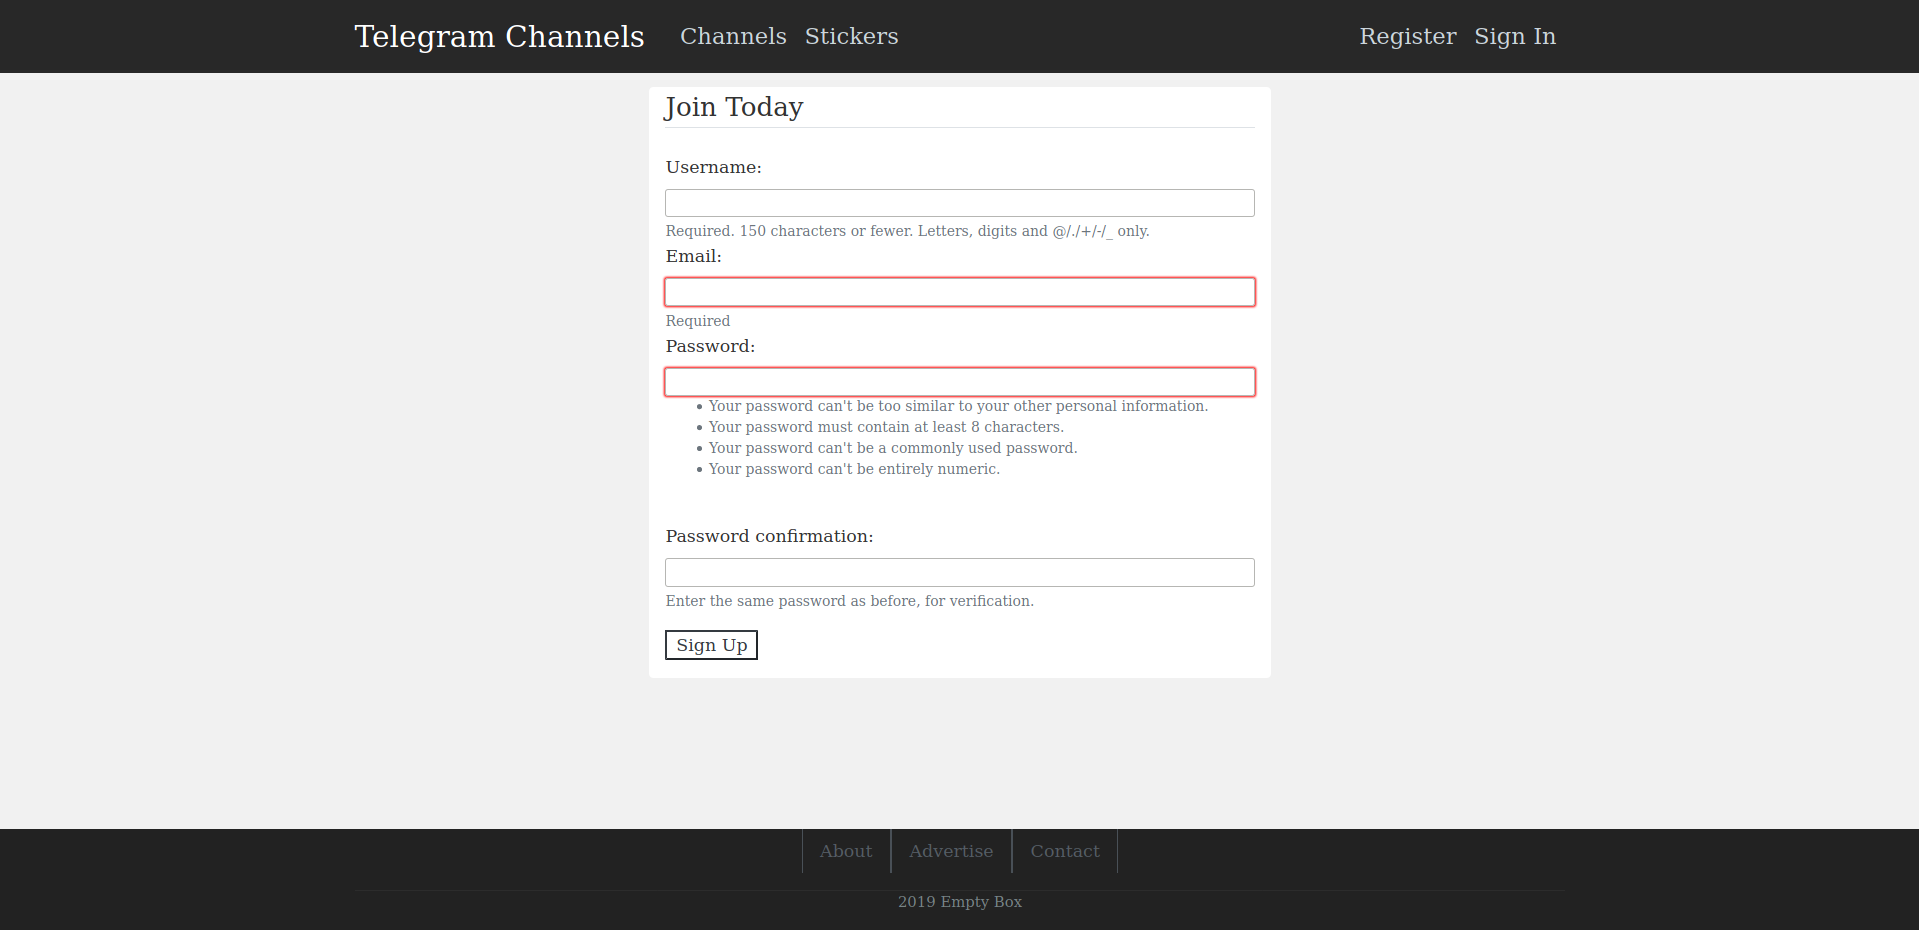 Telegram Channels Channels Stickers Register Sign In
Join Today
Username:
Required. 150 characters or fewer. Letters, digits and @/./+/-/_ only.
Email:
Required
Password:
• Your password can't be too similar to your other personal information.
• Your password must contain at least 8 characters.
• Your password can't be a commonly used password.
• Your password can't be entirely numeric.
Password confirmation:
Enter the same password as before, for verification.
Sign Up
About Advertise Contact
2019 Empty Box